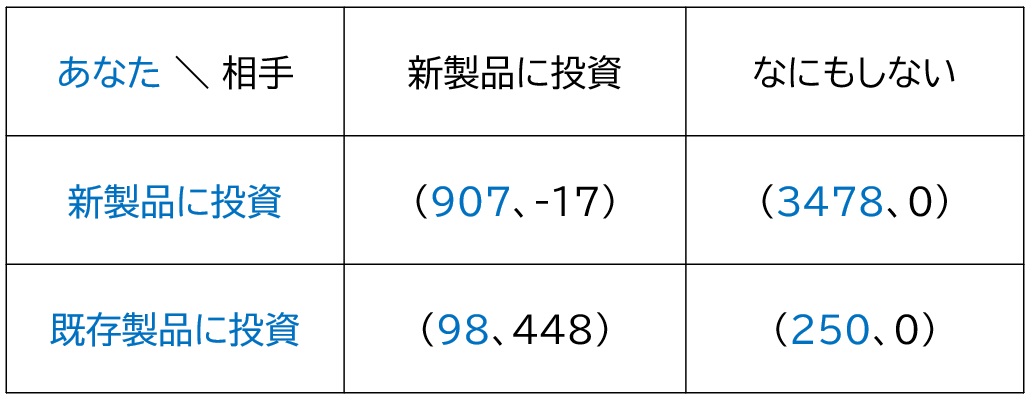 あなた ＼ 相手 新製品に投資 なにもしない
新製品に投資 （907、-17） （3478、0）
既存製品に投資 （98、448） （250、0）